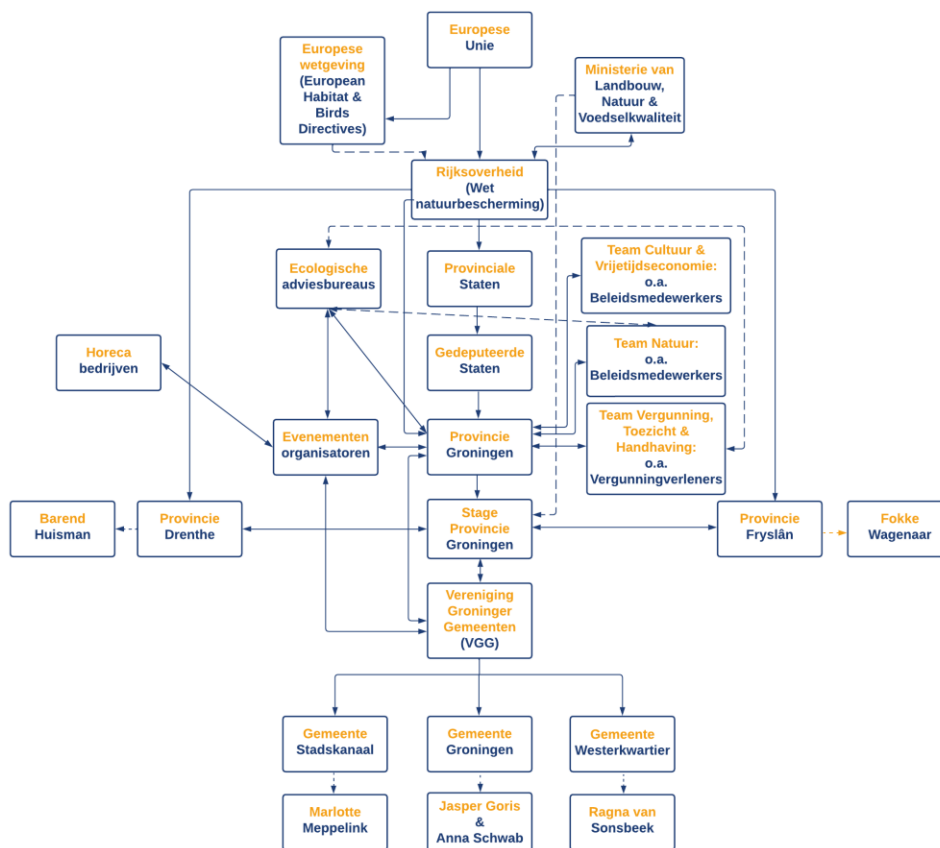 Europese
Unie
Europese
wetgeving
(European
Habitat &
Birds
Directives)
Ministerie van
Landbouw,
Natuur &
Voedselkwaliteit
Rijksoverheid
(Wet
natuurbescherming)
Ecologische
adviesbureaus
Provinciale
Staten
Team Cultuur &
Vrijetijdseconomie:
o.a.
Beleidsmedewerkers
Horeca
bedrijven
Gedeputeerde
Staten
Team Natuur:
o.a.
Beleidsmedewerkers
Evenementen
organisatoren
Provincie
Groningen
Team Vergunning,
Toezicht &
Handhaving:
o.a.
Vergunningverleners
Barend
Huisman
Provincie
Drenthe
Stage
Provincie
Groningen
Provincie
Fryslân
Fokke
Wagenaar
Vereniging
Groninger
Gemeenten
(VGG)
Gemeente
Stadskanaal
Gemeente
Groningen
Gemeente
Westerkwartier
Marlotte
Meppelink
Jasper Goris
&
Anna Schwab
Ragna van
Sonsbeek